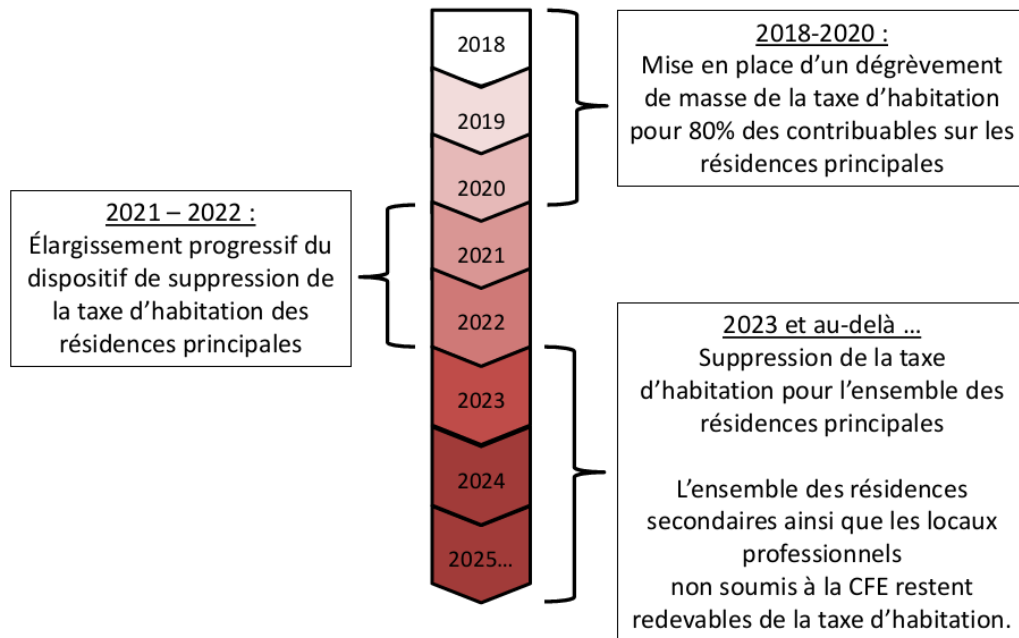 2018
2019
2020
2021
2022
2023
2024
2025...
2018-2020 :
Mise en place d’un dégrèvement
de masse de la taxe d’habitation
pour 80% des contribuables sur les
résidences principales
2021 – 2022 :
Élargissement progressif du
dispositif de suppression de
la taxe d’habitation des
résidences principales
2023 et au-delà ...
Suppression de la taxe
d’habitation pour l’ensemble des
résidences principales
L’ensemble des résidences
secondaires ainsi que les locaux
professionnels
non soumis à la CFE restent
redevables de la taxe d’habitation.